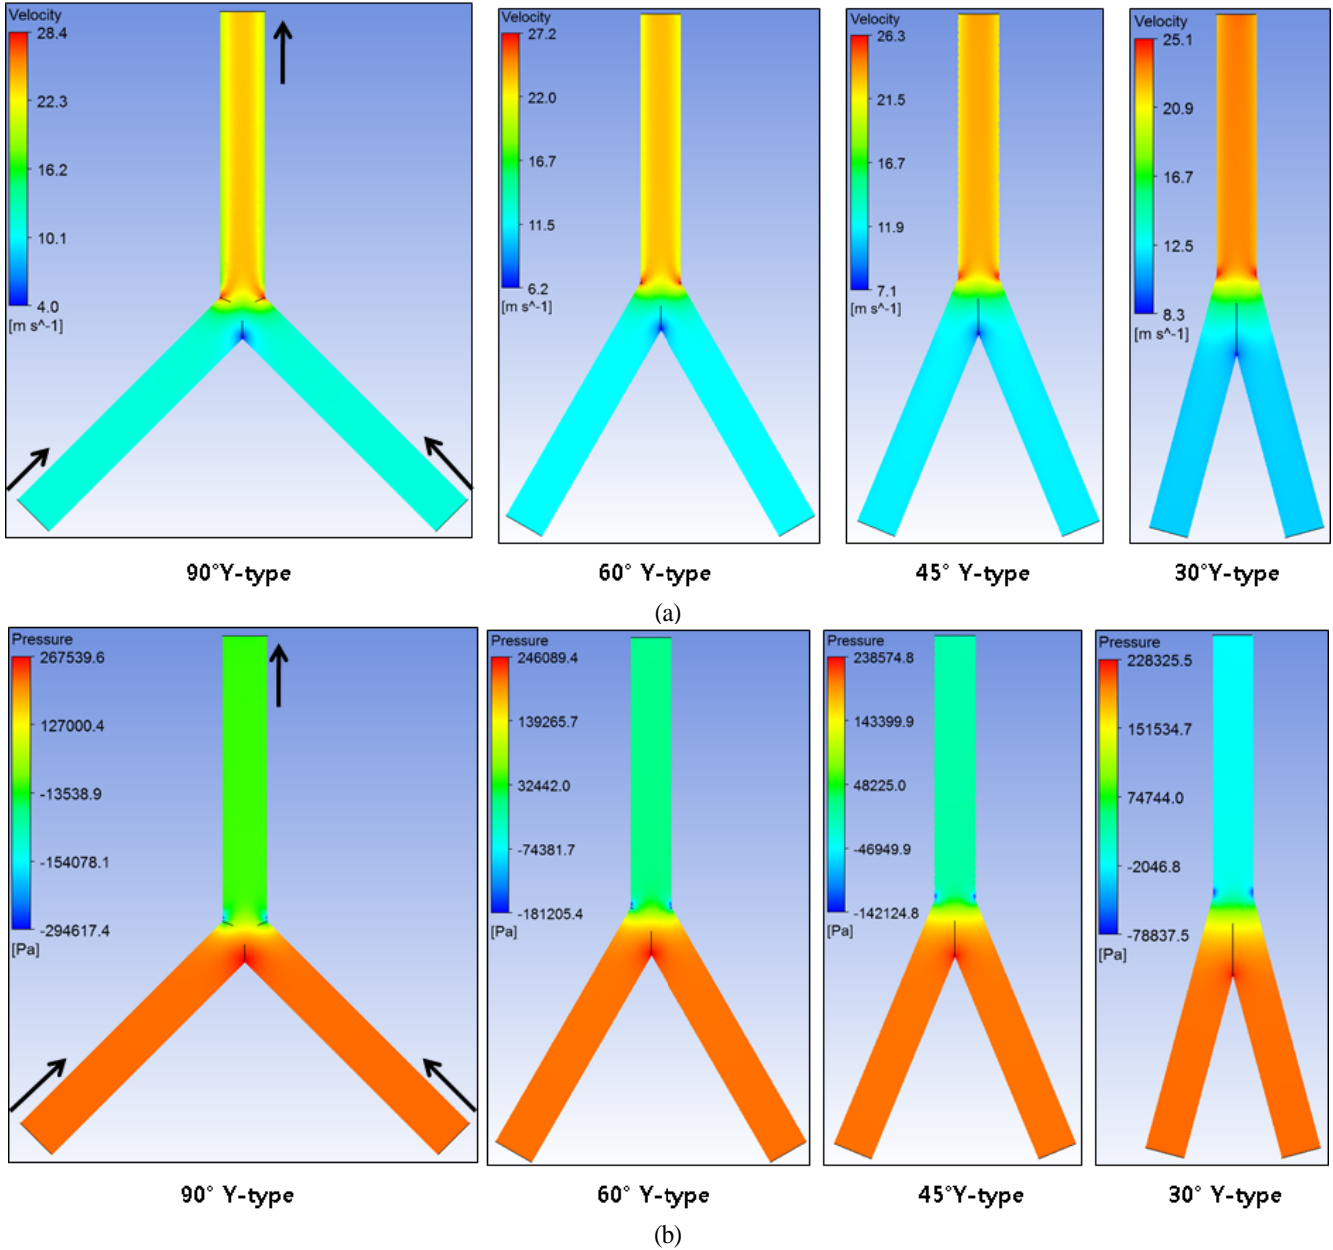 Velocity
28.4
22.3
16.2
10.1
4.0
[m s^-1]
Velocity
27.2
22.0
16.7
11.5
6.2
[m s^-1]
Velocity
26.3
21.5
16.7
11.9
7.1
[m s^-1]
Velocity
25.1
20.9
16.7
12.5
8.3
[m s^-1]
90°Y-type
60° Y-type
45° Y-type
30°Y-type
(a)
Pressure
267539.6
127000.4
-13538.9
-154078.1
-294617.4
[Pa]
Pressure
246089.4
139265.7
32442.0
-74381.7
-181205.4
[Pa]
Pressure
238574.8
143399.9
48225.0
-46949.9
-142124.8
[Pa]
Pressure
228325.5
151534.7
74744.0
-2046.8
-78837.5
[Pa]
90° Y-type
60° Y-type
45°Y-type
30° Y-type
(b)